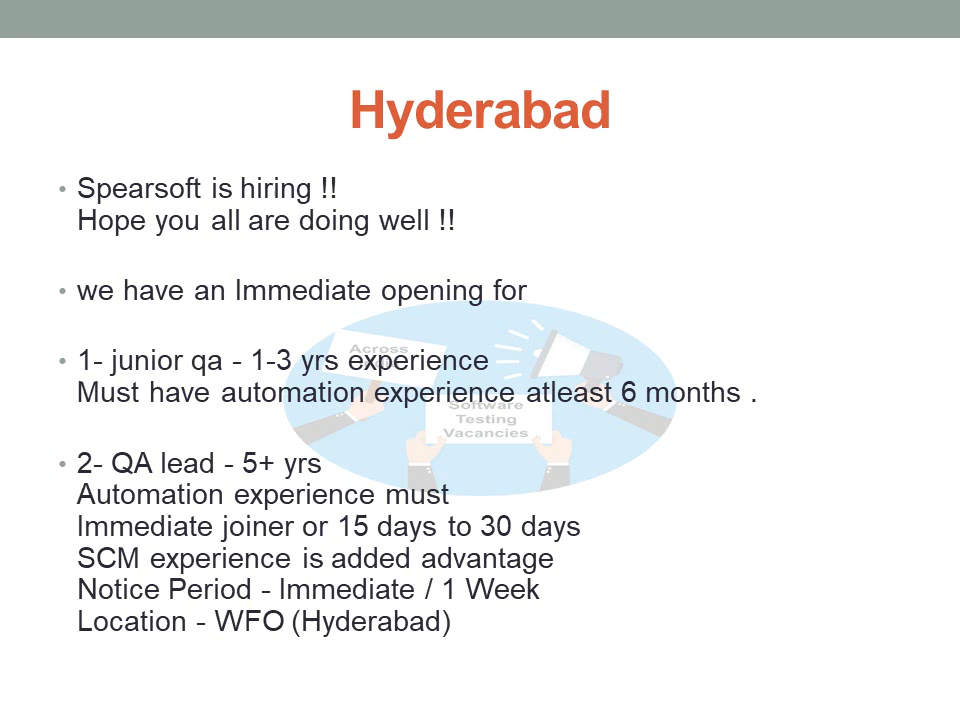 Hyderabad
• Spearsoft is hiring !!
Hope you all are doing well !!
• we have an Immediate opening for
• 1- junior qa - 1-3 yrs experience
Must have automation experience atleast 6 months .
Across
Software
Testing
Vacancies
• 2- QA lead - 5+ yrs
Automation experience must
Immediate joiner or 15 days to 30 days
SCM experience is added advantage
Notice Period - Immediate / 1 Week
Location - WFO (Hyderabad)